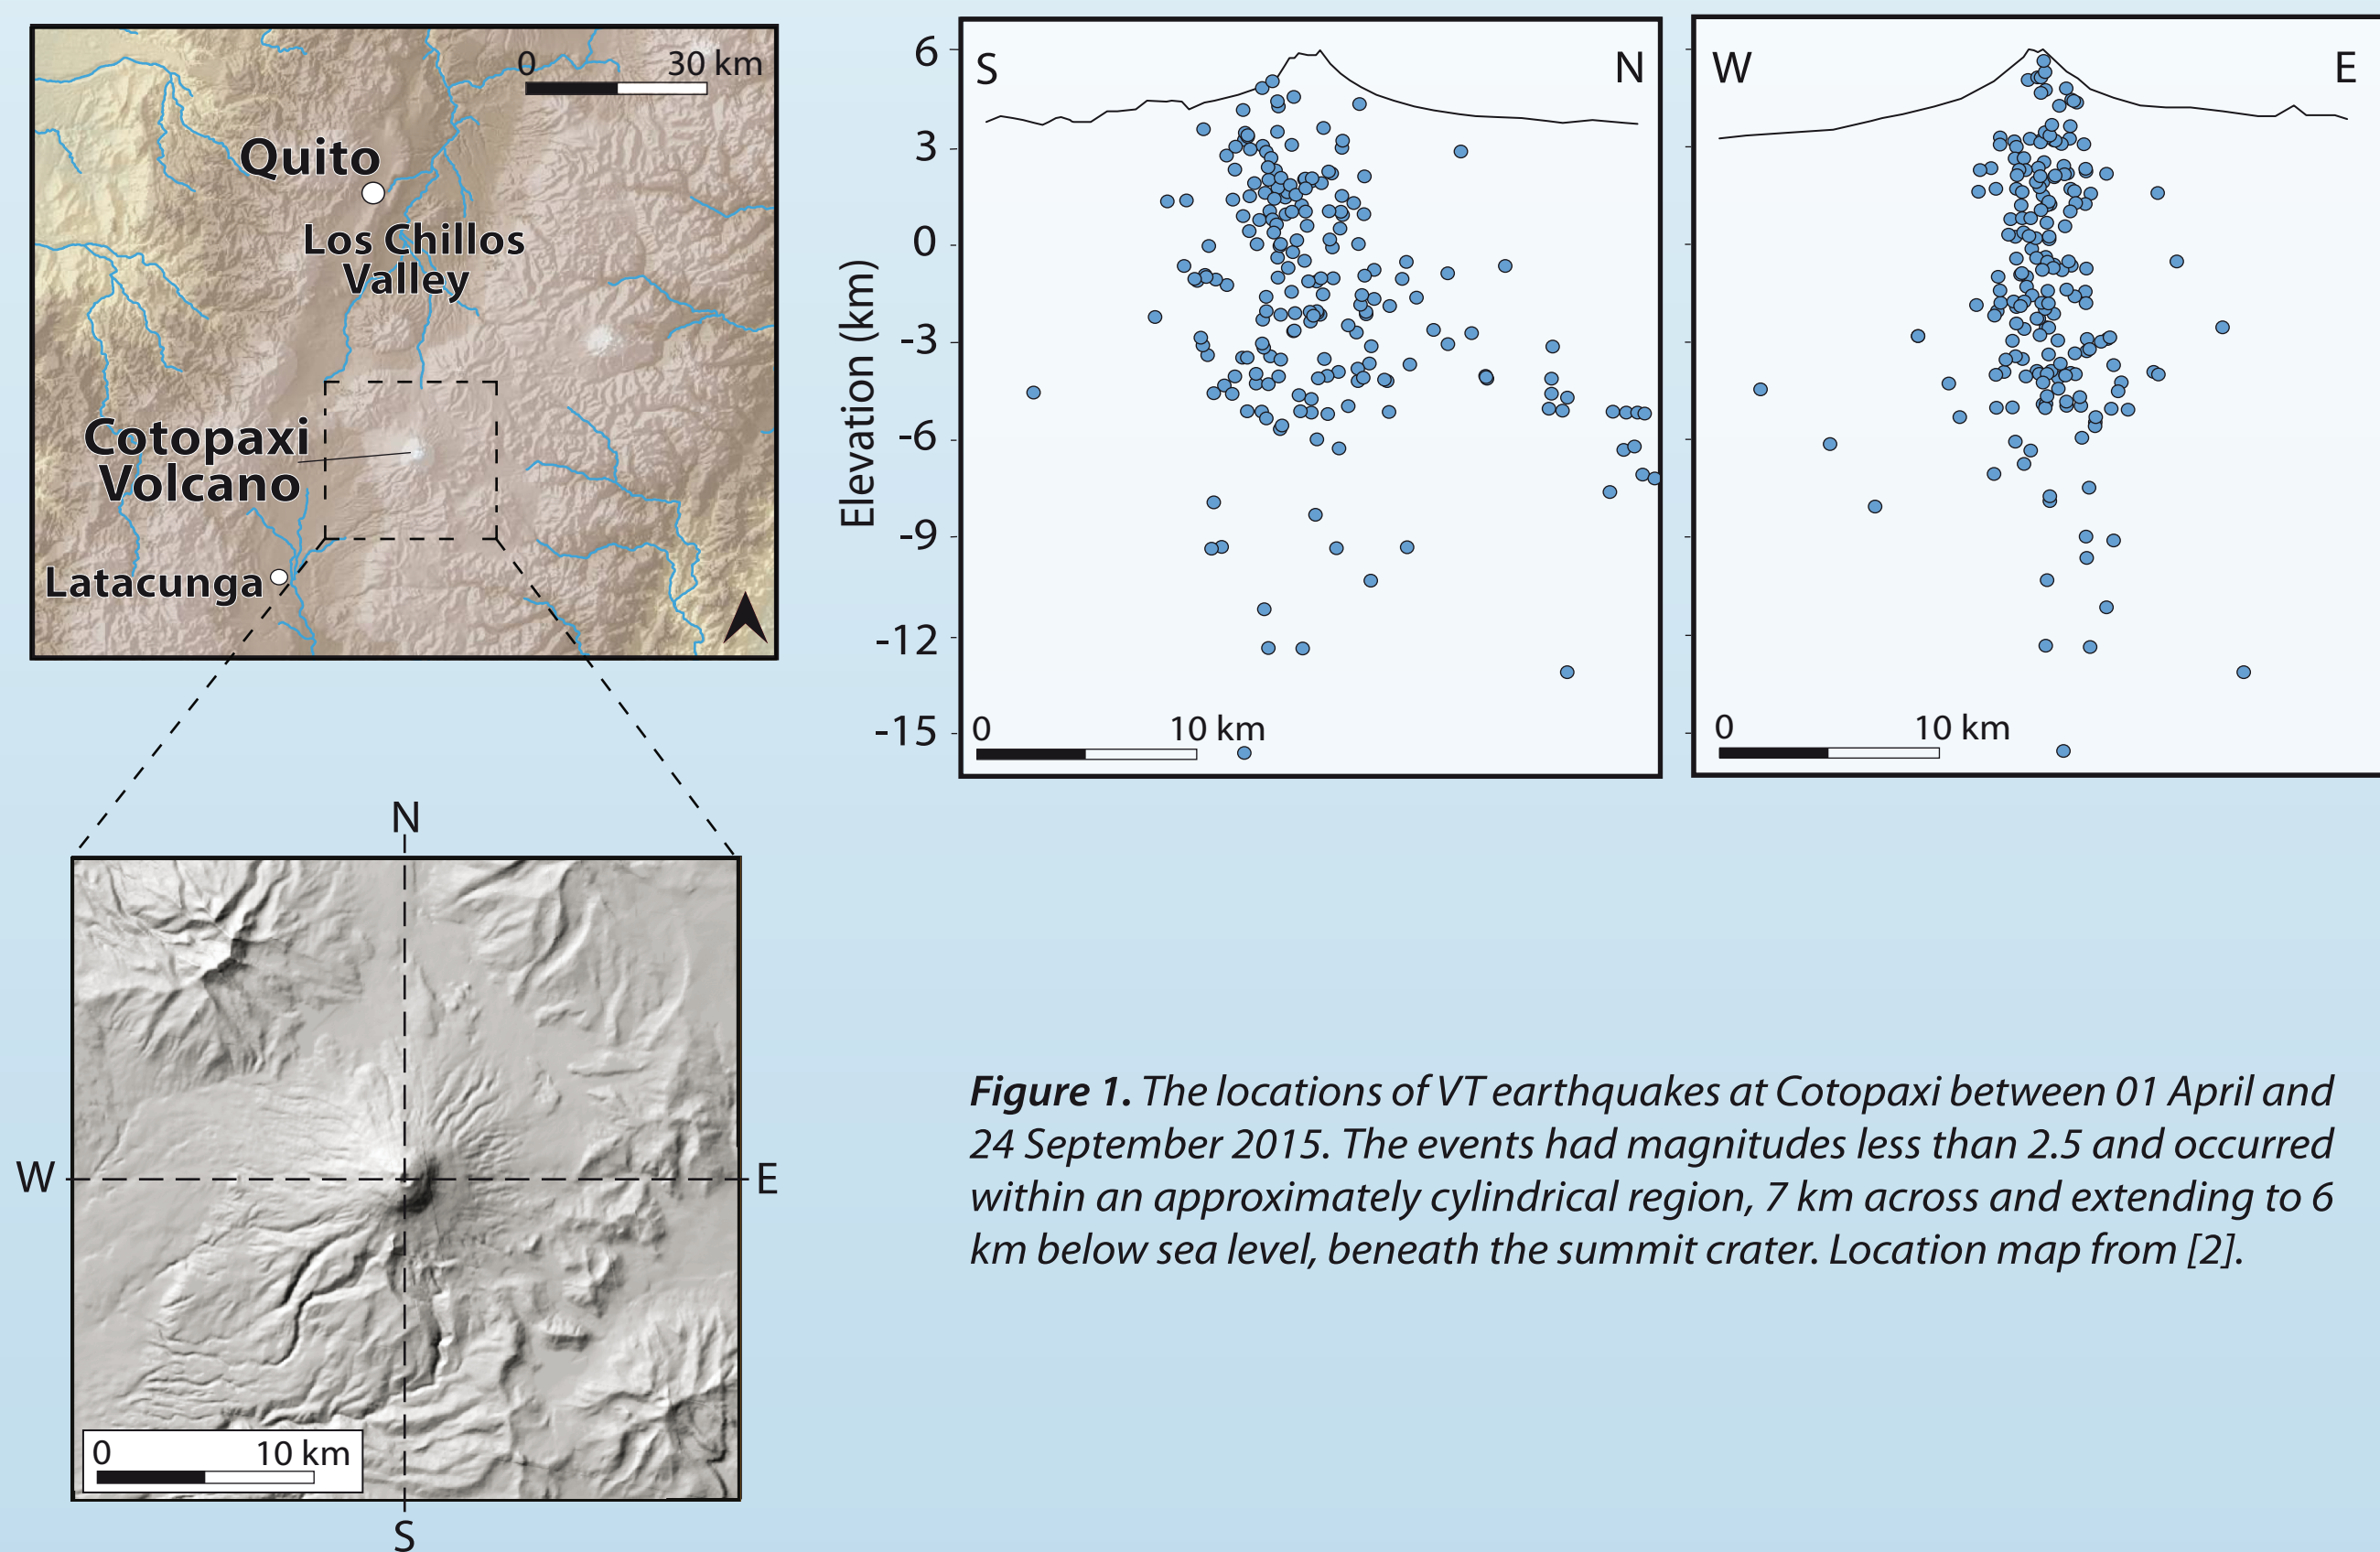 0 30 km
Quito
Los Chillos
Valley
Cotopaxi
Volcano
Latacunga
S N
W E
Elevation (km)
6
3
0
-3
-6
-9
-12
-15
0 10 km
0 10 km
N
W E
S
0 10 km
Figure 1. The locations of VT earthquakes at Cotopaxi between 01 April and
24 September 2015. The events had magnitudes less than 2.5 and occurred
within an approximately cylindrical region, 7 km across and extending to 6
km below sea level, beneath the summit crater. Location map from [2].